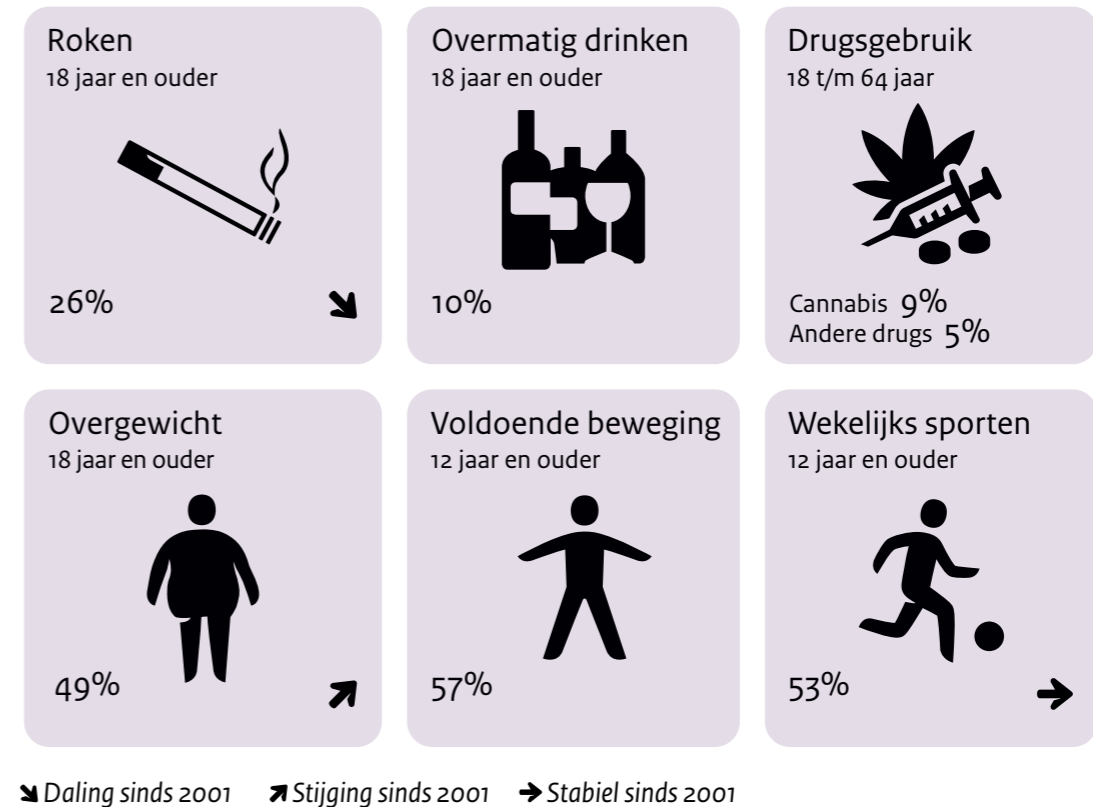 Roken
18 jaar en ouder
26%
Overmatig drinken
18 jaar en ouder
10%
Drugsgebruik
18 t/m 64 jaar
Cannabis 9%
Andere drugs 5%
Overgewicht
18 jaar en ouder
49%
Voldoende beweging
12 jaar en ouder
57%
Wekelijks sporten
12 jaar en ouder
53%
Daling sinds 2001 Stijging sinds 2001 Stabiel sinds 2001